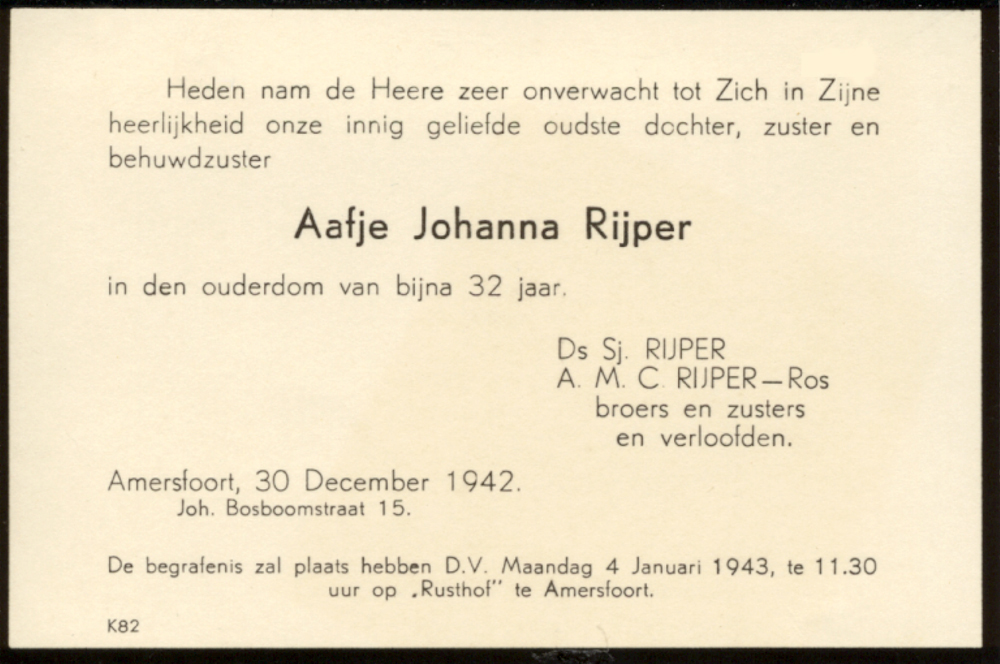 Heden nam de Heere zeer onverwacht tot Zich in Zijne
heerlijkheid onze innig geliefde oudste dochter, zuster en
behuwdzuster
Aafje Johanna Rijper
in den ouderdom van bijna 32 jaar.
Ds Sj. RIJPER
A. M. C. RIJPER—Ros
broers en zusters
en verloofden.
Amersfoort, 30 December 1942.
Joh. Bosboomstraat 15.
De begrafenis zal plaats hebben D.V. Maandag 4 Januari 1943, te 11.30
uur op „Rusthof” te Amersfoort.
K82